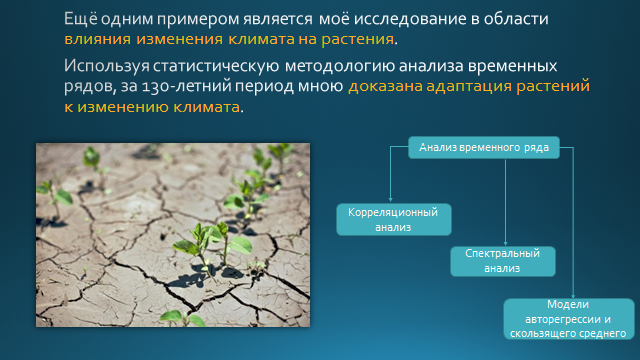 Ещё одним примером является моё исследование в области
влияния изменения климата на растения.
Используя статистическую методологию анализа временных
рядов, за 130-летний период мною доказана адаптация растений
к изменению климата.
Анализ временного ряда
Корреляционный
анализ
Спектральный
анализ
Модели
авторегрессии и
скользящего среднего